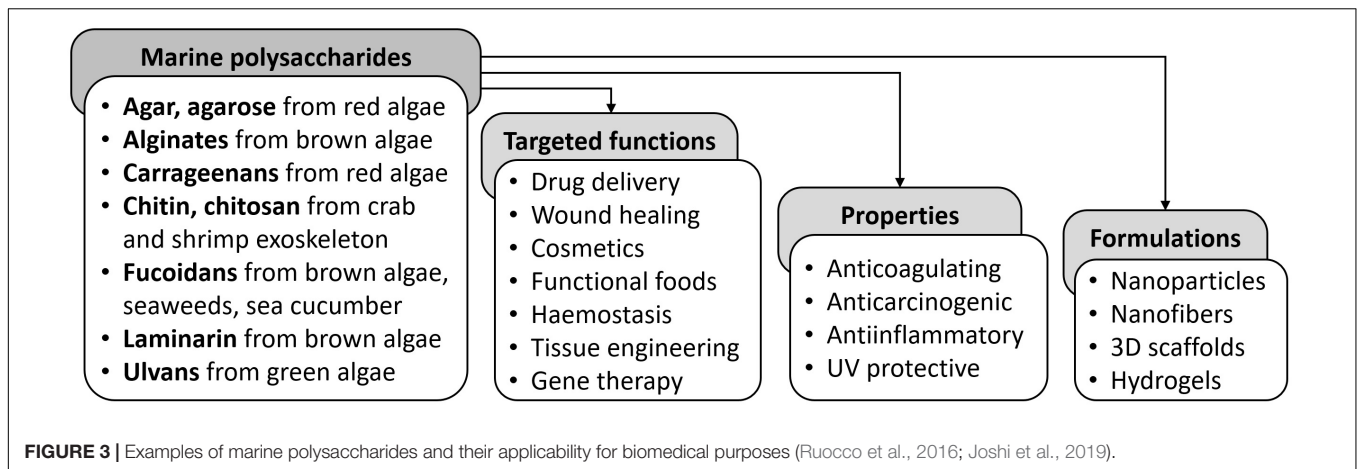 Marine polysaccharides
• Agar, agarose from red algae
• Alginates from brown algae
• Carrageenans from red algae
• Chitin, chitosan from crab
and shrimp exoskeleton
• Fucoidans from brown algae,
seaweeds, sea cucumber
• Laminarin from brown algae
• Ulvans from green algae
Targeted functions
• Drug delivery
• Wound healing
• Cosmetics
• Functional foods
• Haemostasis
• Tissue engineering
• Gene therapy
Properties
• Anticoagulating
• Anticarcinogenic
• Antiinflammatory
• UV protective
Formulations
• Nanoparticles
• Nanofibers
• 3D scaffolds
• Hydrogels
FIGURE 3 | Examples of marine polysaccharides and their applicability for biomedical purposes (Ruocco et al., 2016; Joshi et al., 2019).